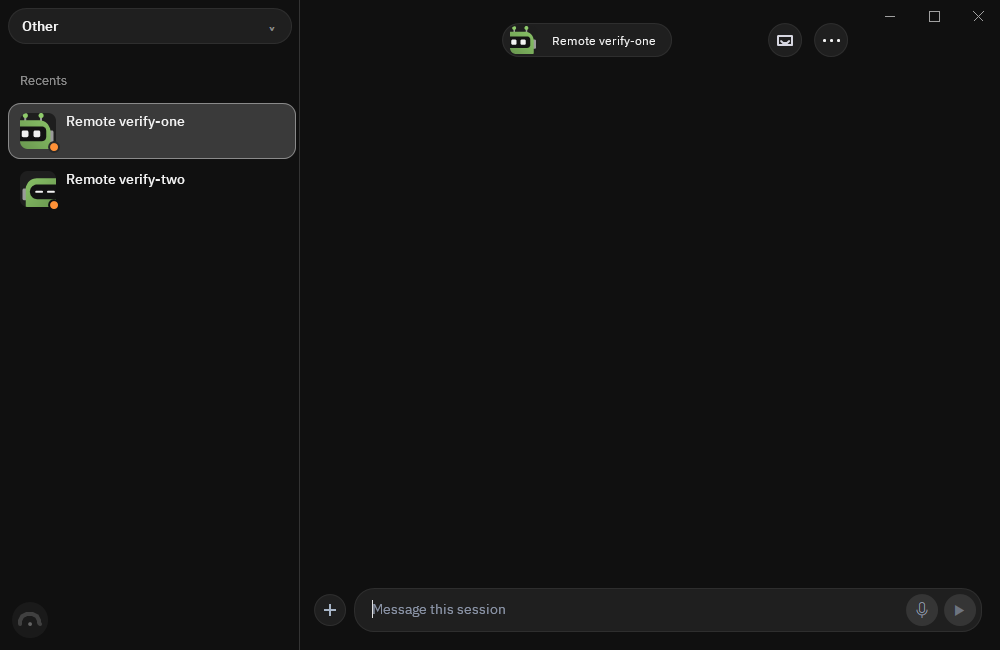 Other
Recents
Remote verify-one
Remote verify-two
Remote verify-one
Message this session